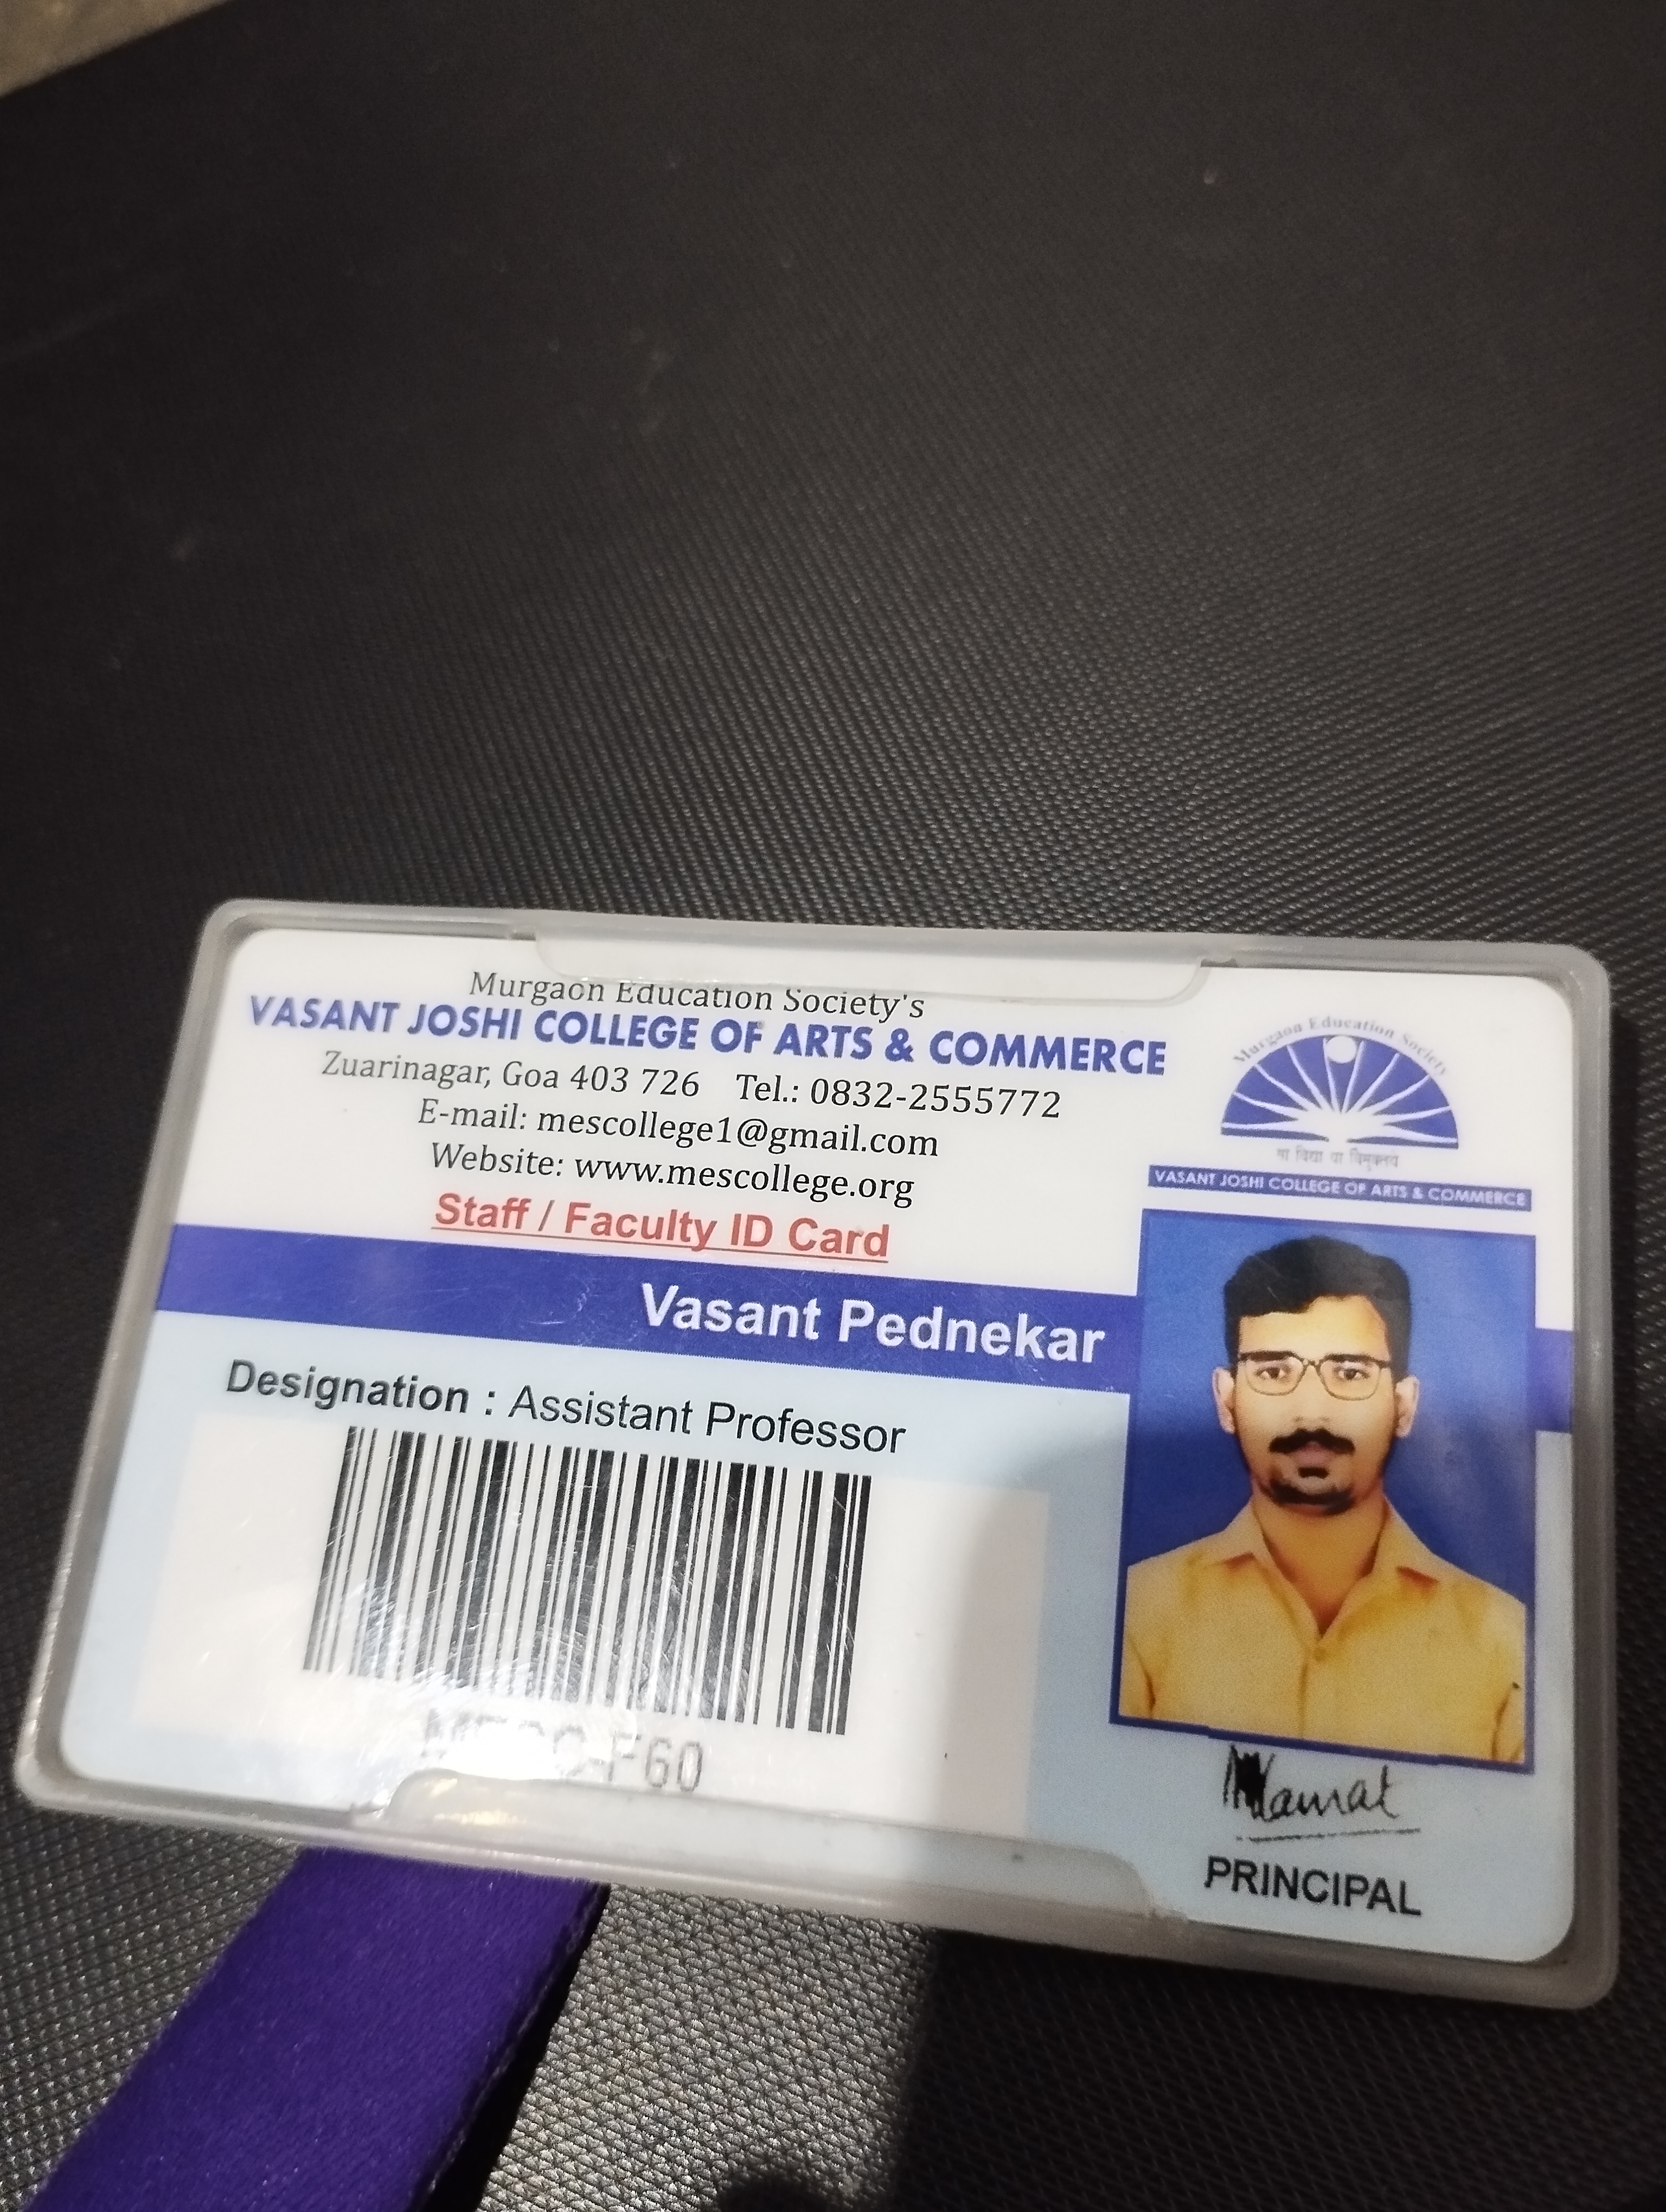 Murgaon Education Society's
VASANT JOSHI COLLEGE OF ARTS & COMMERCE
Zuarinagar, Goa 403 726 Tel.: 0832-2555772
E-mail: mescollege1@gmail.com
Website: www.mescollege.org
Staff / Faculty ID Card
Murgaon Education Society
सा विद्या या विमुक्तये
VASANT JOSHI COLLEGE OF ARTS & COMMERCE
Vasant Pednekar
Designation : Assistant Professor
PRINCIPAL